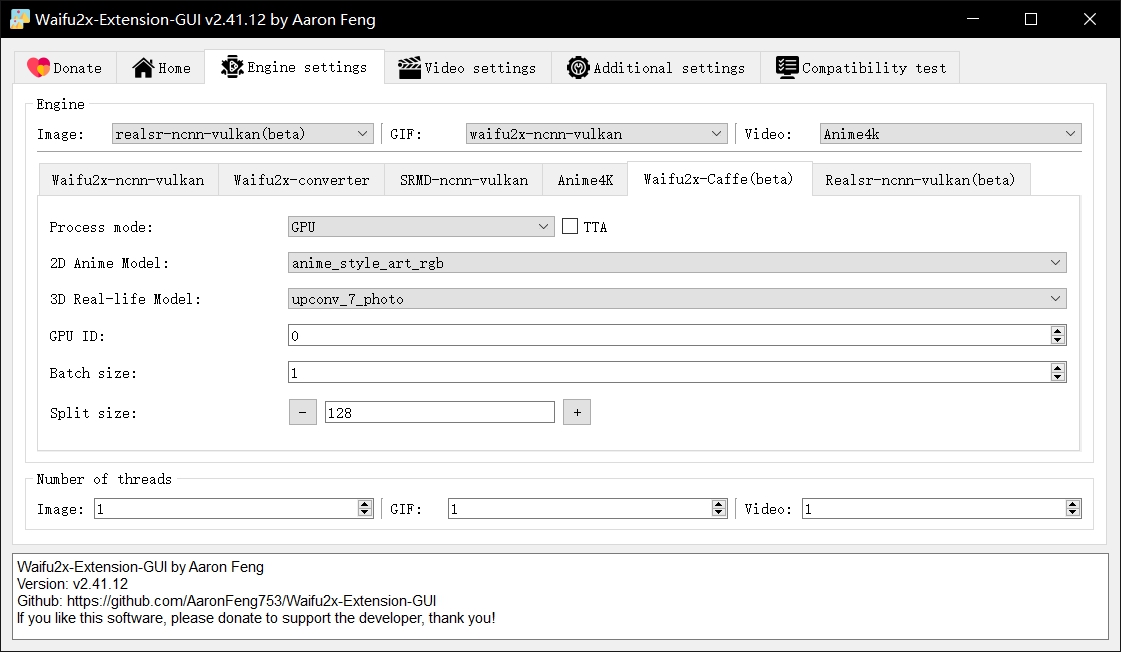 Waifu2x-Extension-GUI v2.41.12 by Aaron Feng
Donate Home Engine settings Video settings Additional settings Compatibility test
Engine
Image: realsr-ncnn-vulkan(beta) GIF: waifu2x-ncnn-vulkan Video: Anime4k
Waifu2x-ncnn-vulkan Waifu2x-converter SRMD-ncnn-vulkan Anime4K Waifu2x-Caffe(beta) Realsr-ncnn-vulkan(beta)
Process mode: GPU TTA
2D Anime Model: anime_style_art_rgb
3D Real-life Model: upconv_7_photo
GPU ID: 0
Batch size: 1
Split size: - 128 +
Number of threads
Image: 1 GIF: 1 Video: 1
Waifu2x-Extension-GUI by Aaron Feng
Version: v2.41.12
Github: https://github.com/AaronFeng753/Waifu2x-Extension-GUI
If you like this software, please donate to support the developer, thank you!